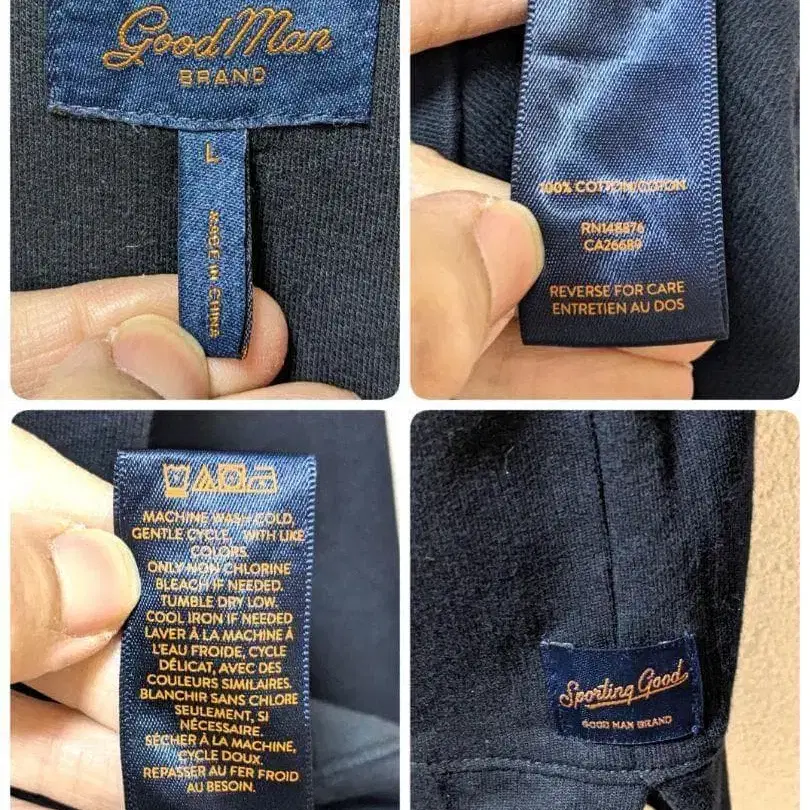 Good Man
BRAND
L
MADE IN CHINA
100% COTTON/COTON
RN148876
CA26689
REVERSE FOR CARE
ENTRETIEN AU DOS
MACHINE WASH COLD,
GENTLE CYCLE, WITH LIKE
COLORS.
ONLY NON CHLORINE
BLEACH IF NEEDED.
TUMBLE DRY LOW.
COOL IRON IF NEEDED
LAVER À LA MACHINE À
L'EAU FROIDE, CYCLE
DÉLICAT, AVEC DES
COULEURS SIMILAIRES.
BLANCHIR SANS CHLORE
SEULEMENT, SI
NÉCESSAIRE.
SÉCHER À LA MACHINE,
CYCLE DOUX.
REPASSER AU FER FROID
AU BESOIN.
Sporting Good
GOOD MAN BRAND